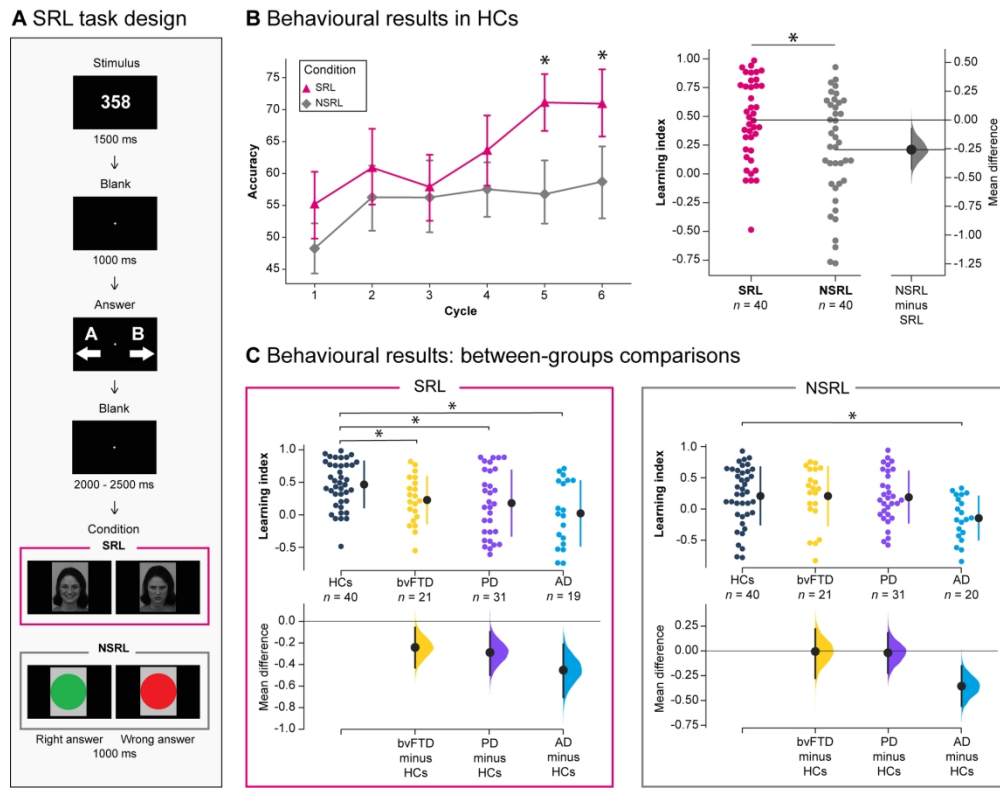 A SRL task design
Stimulus
358
1500 ms
Blank
1000 ms
Answer
A B
Blank
2000 - 2500 ms
Condition
SRL
NSRL
Right answer Wrong answer
1000 ms
B Behavioural results in HCs
Condition
SRL
NSRL
Accuracy
75
70
65
60
55
50
45
* *
1 2 3 4 5 6
Cycle
*
Learning index
1.00
0.75
0.50
0.25
0.00
-0.25
-0.50
-0.75
0.50
0.25
0.00
-0.25
-0.50
-0.75
-1.00
-1.25
Mean difference
SRL
n = 40
NSRL
n = 40
NSRL
minus
SRL
C Behavioural results: between-groups comparisons
SRL
*
*
*
Learning index
1.0
0.5
0.0
-0.5
HCs bvFTD PD AD
n = 40 n = 21 n = 31 n = 19
Mean difference
0.0
-0.2
-0.4
-0.6
-0.8
-1.0
bvFTD PD AD
minus minus minus
HCs HCs HCs
NSRL
*
Learning index
1.0
0.5
0.0
-0.5
HCs bvFTD PD AD
n = 40 n = 21 n = 31 n = 20
Mean difference
0.25
0.00
-0.25
-0.50
-0.75
bvFTD PD AD
minus minus minus
HCs HCs HCs